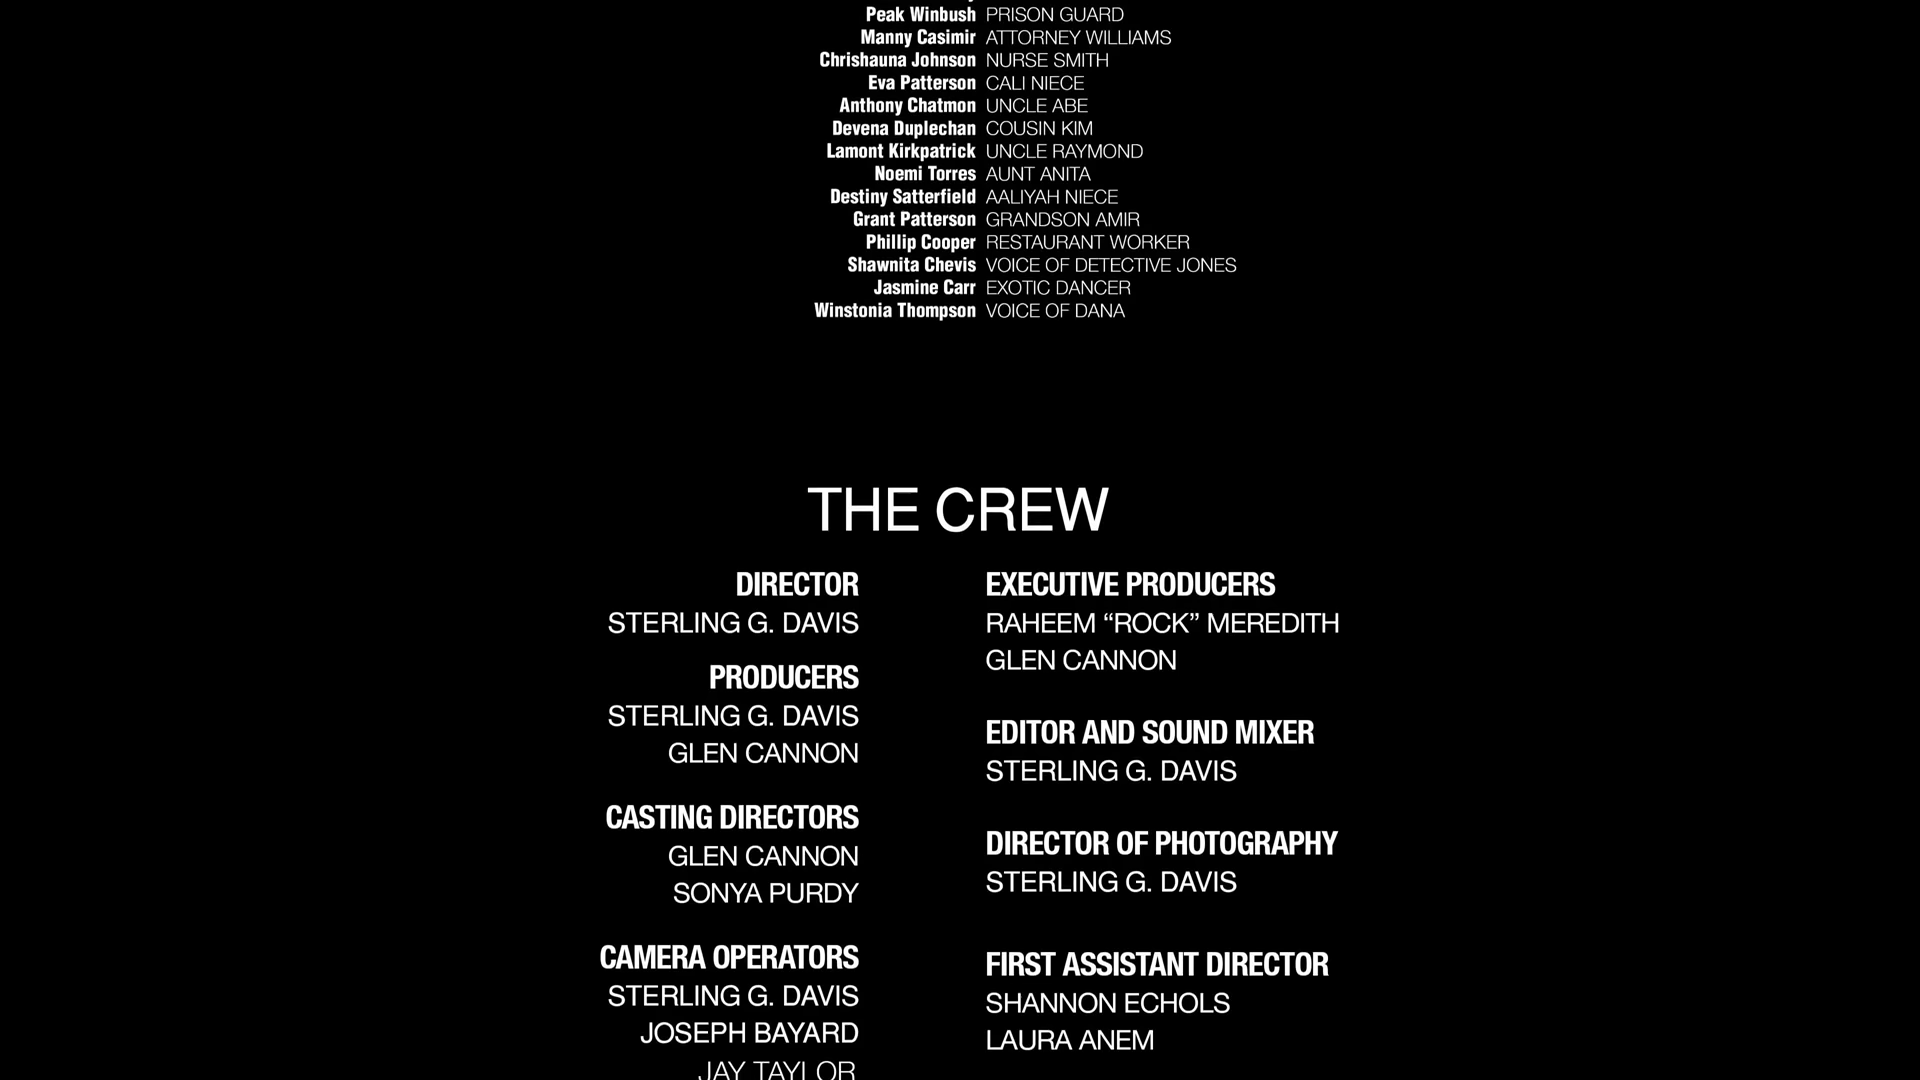 Peak Winbush PRISON GUARD
Manny Casimir ATTORNEY WILLIAMS
Chrishauna Johnson NURSE SMITH
Eva Patterson CALI NIECE
Anthony Chatmon UNCLE ABE
Devena Duplechan COUSIN KIM
Lamont Kirkpatrick UNCLE RAYMOND
Noemi Torres AUNT ANITA
Destiny Satterfield AALIYAH NIECE
Grant Patterson GRANDSON AMIR
Phillip Cooper RESTAURANT WORKER
Shawnita Chevis VOICE OF DETECTIVE JONES
Jasmine Carr EXOTIC DANCER
Winstonia Thompson VOICE OF DANA
THE CREW
DIRECTOR
STERLING G. DAVIS
PRODUCERS
STERLING G. DAVIS
GLEN CANNON
CASTING DIRECTORS
GLEN CANNON
SONYA PURDY
CAMERA OPERATORS
STERLING G. DAVIS
JOSEPH BAYARD
JAY TAYLOR
EXECUTIVE PRODUCERS
RAHEEM “ROCK” MEREDITH
GLEN CANNON
EDITOR AND SOUND MIXER
STERLING G. DAVIS
DIRECTOR OF PHOTOGRAPHY
STERLING G. DAVIS
FIRST ASSISTANT DIRECTOR
SHANNON ECHOLS
LAURA ANEM